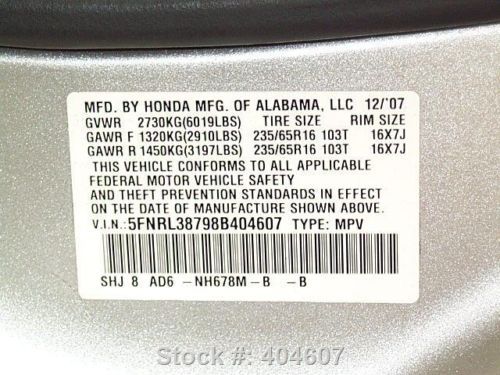 MFD. BY HONDA MFG. OF ALABAMA, LLC 12/'07
GVWR 2730KG(6019LBS) TIRE SIZE RIM SIZE
GAWR F 1320KG(2910LBS) 235/65R16 103T 16X7J
GAWR R 1450KG(3197LBS) 235/65R16 103T 16X7J
THIS VEHICLE CONFORMS TO ALL APPLICABLE
FEDERAL MOTOR VEHICLE SAFETY
AND THEFT PREVENTION STANDARDS IN EFFECT
ON THE DATE OF MANUFACTURE SHOWN ABOVE.
V.I.N.: 5FNRL38798B404607 TYPE: MPV
SHJ 8 AD6 -NH678M-B -B
Stock #: 404607